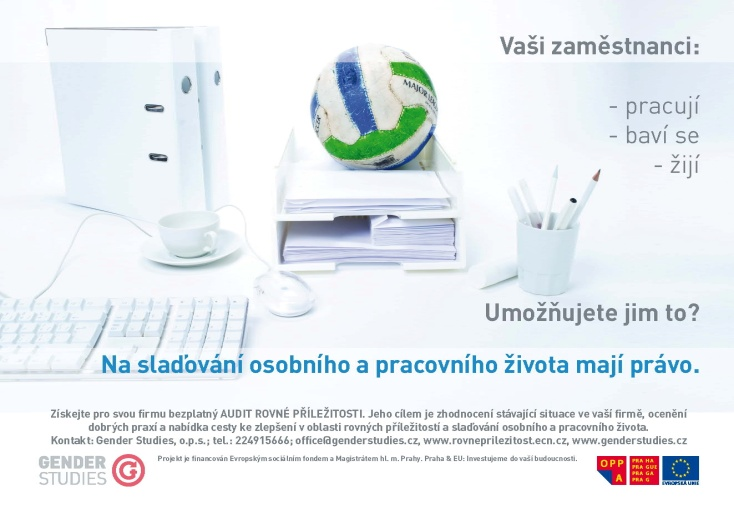 Vaši zaměstnanci:
- pracují
- baví se
- žijí
MAJOR
Umožňujete jim to?
Na slaďování osobního a pracovního života mají právo.
Získejte pro svou firmu bezplatný AUDIT ROVNÉ PŘÍLEŽITOSTI. Jeho cílem je zhodnocení stávající situace ve vaší firmě, ocenění
dobrých praxí a nabídka cesty ke zlepšení v oblasti rovných příležitostí a slaďování osobního a pracovního života.
Kontakt: Gender Studies, o.p.s.; tel.: 224915666; office@genderstudies.cz, www.rovneprilezitost.ecn.cz, www.genderstudies.cz
Projekt je financován Evropským sociálním fondem a Magistrátem hl. m. Prahy. Praha & EU: Investujeme do vaší budoucnosti.
GENDER
STUDIES
OPP
A
PRA HA
PRA GUE
PRA GA
PRA G
EVROPSKÁ UNIE